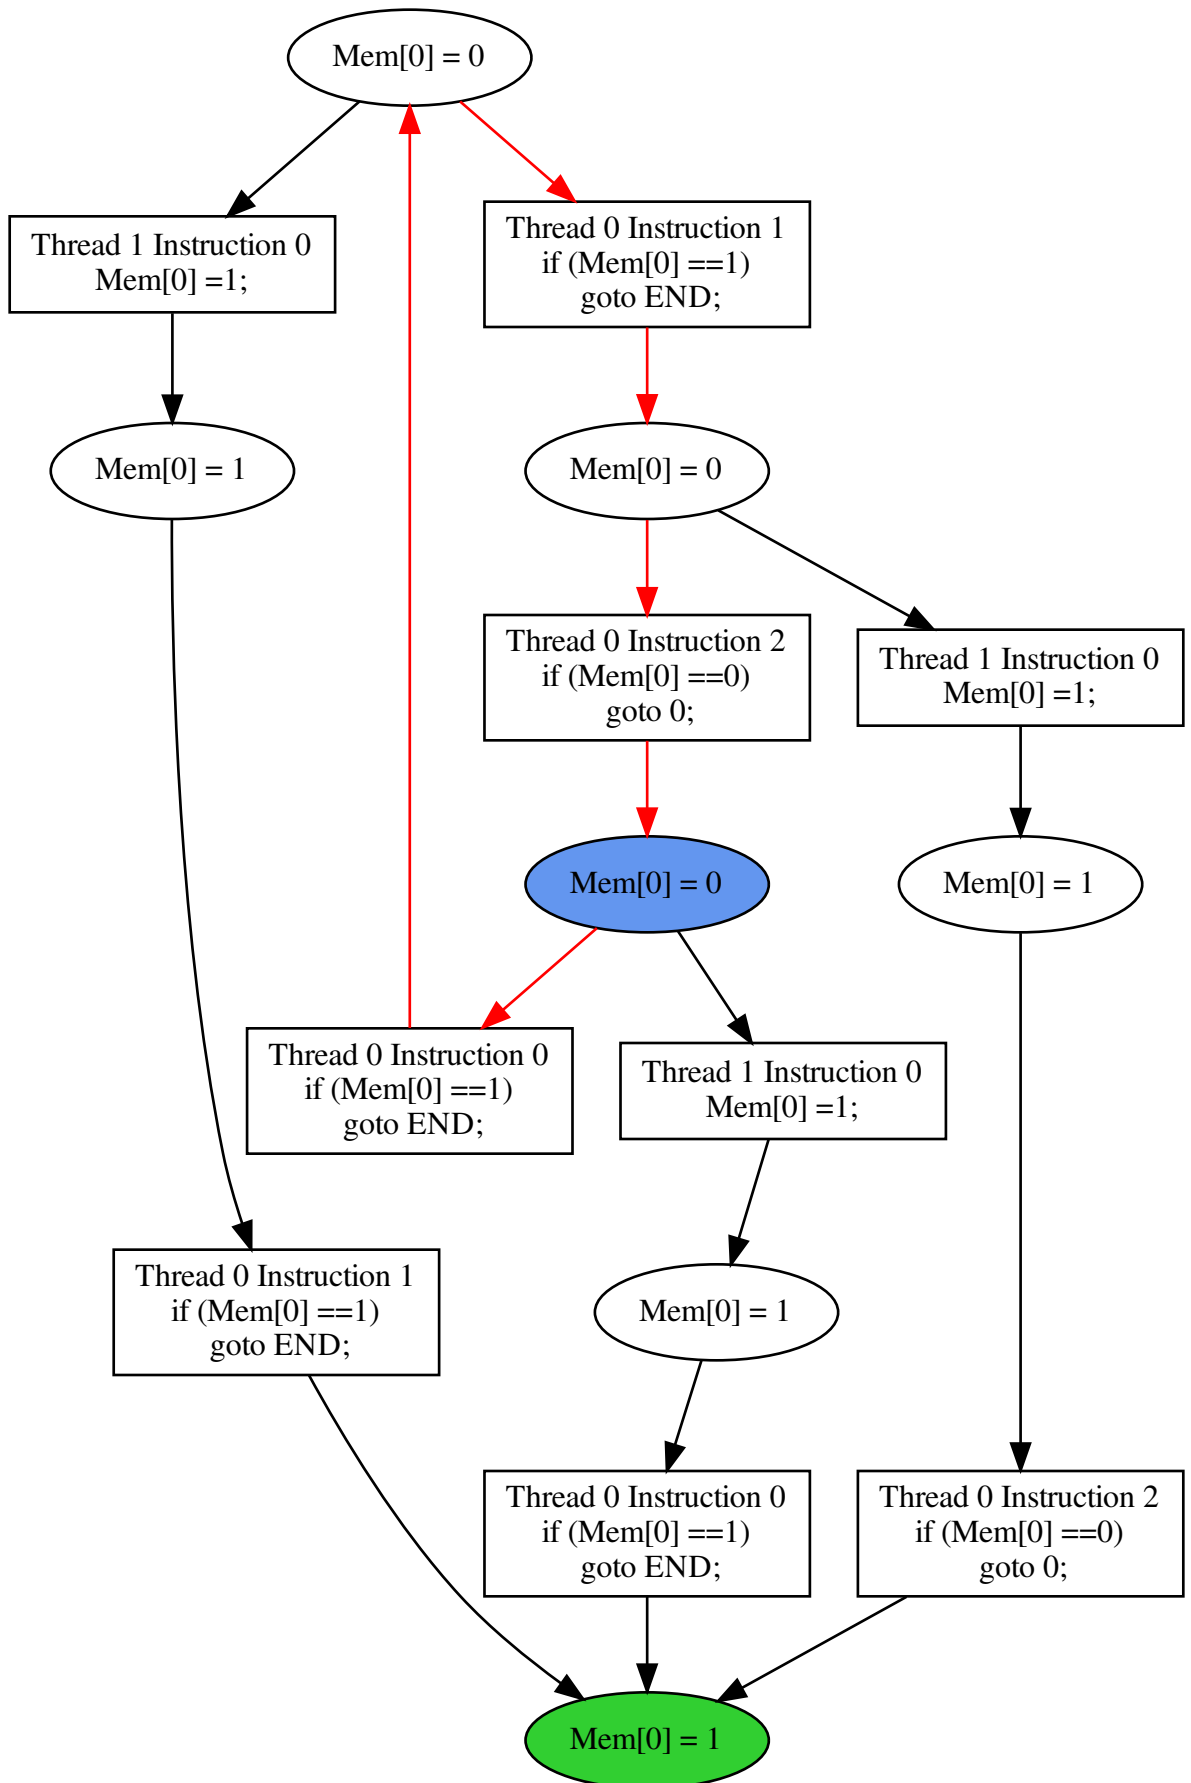 Mem[0] = 0
Thread 1 Instruction 0
Mem[0] =1;
Thread 0 Instruction 1
if (Mem[0] ==1)
goto END;
Mem[0] = 1
Mem[0] = 0
Thread 0 Instruction 2
if (Mem[0] ==0)
goto 0;
Thread 1 Instruction 0
Mem[0] =1;
Mem[0] = 0
Mem[0] = 1
Thread 0 Instruction 0
if (Mem[0] ==1)
goto END;
Thread 1 Instruction 0
Mem[0] =1;
Thread 0 Instruction 1
if (Mem[0] ==1)
goto END;
Mem[0] = 1
Thread 0 Instruction 0
if (Mem[0] ==1)
goto END;
Thread 0 Instruction 2
if (Mem[0] ==0)
goto 0;
Mem[0] = 1